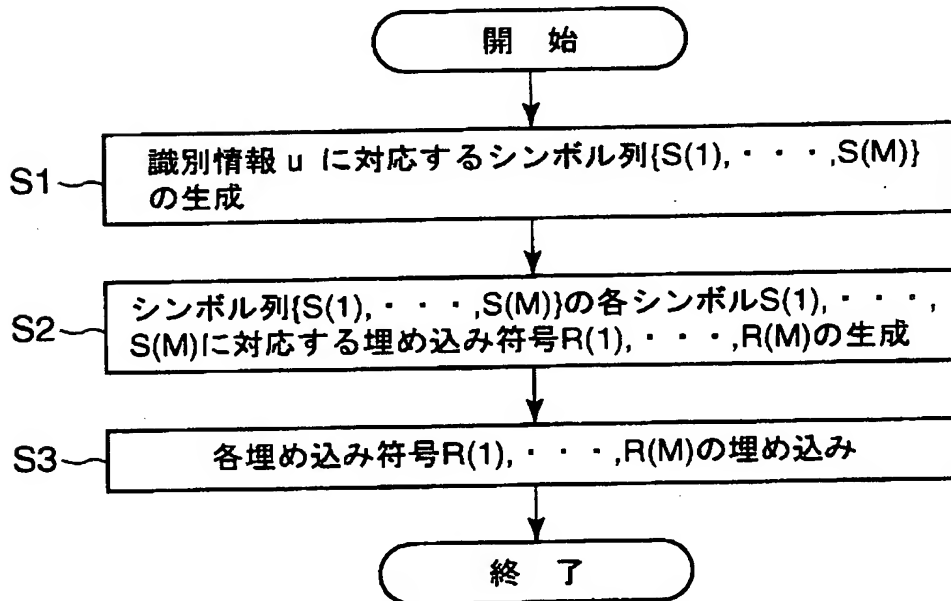 開 始
S1
識別情報 u に対応するシンボル列{S(1),・・・,S(M)}
の生成
S2
シンボル列{S(1),・・・,S(M)}の各シンボルS(1),・・・,
S(M)に対応する埋め込み符号R(1),・・・,R(M)の生成
S3
各埋め込み符号R(1),・・・,R(M)の埋め込み
終 了